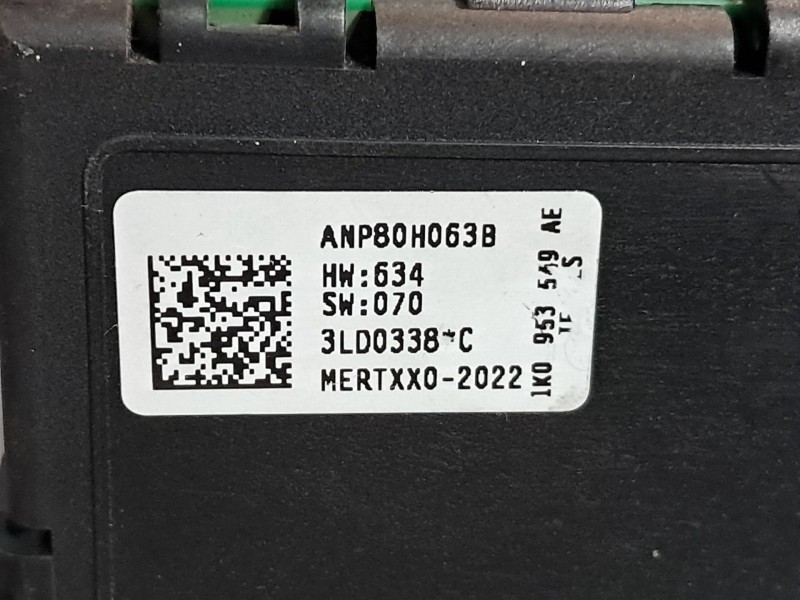 ANP80H063B
HW:634
SW:070
3LD0338*C
MERTXX0-2022
1K0 953 549 AE